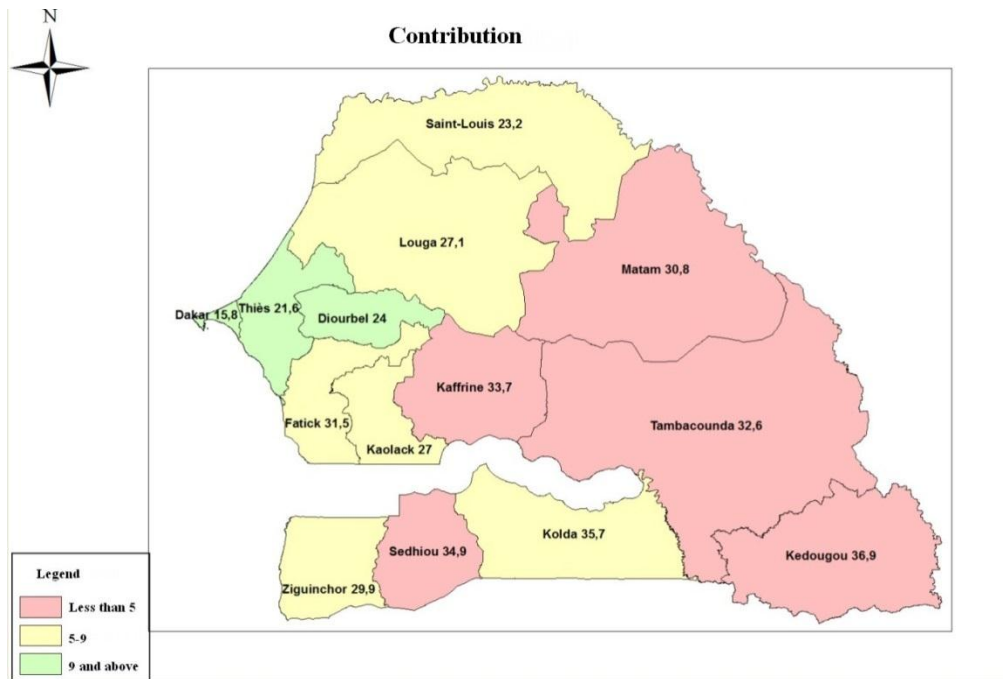 N
Contribution
Saint-Louis 23,2
Louga 27,1
Matam 30,8
Dakar 15,8
Thiès 21,6
Diourbel 24
Kaffrine 33,7
Fatick 31,5
Kaolack 27
Tambacounda 32,6
Kolda 35,7
Sedhiou 34,9
Kedougou 36,9
Ziguinchor 29,9
Legend
Less than 5
5-9
9 and above